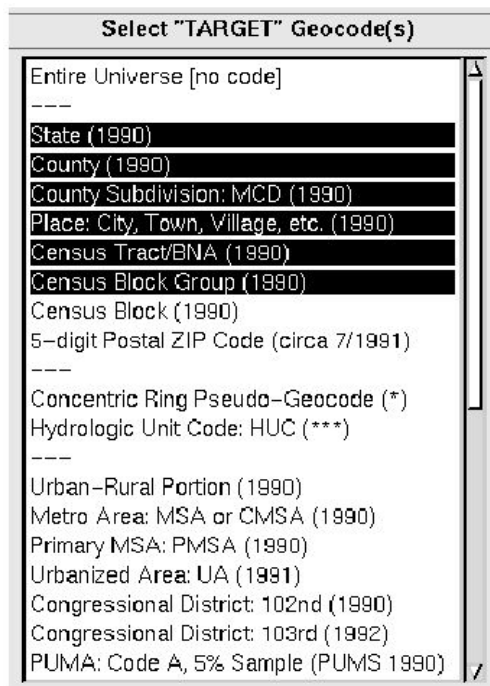 Select "TARGET" Geocode(s)
Entire Universe [no code]
---
State (1990)
County (1990)
County Subdivision: MCD (1990)
Place: City, Town, Village, etc. (1990)
Census Tract/BNA (1990)
Census Block Group (1990)
Census Block (1990)
5-digit Postal ZIP Code (circa 7/1991)
---
Concentric Ring Pseudo-Geocode (*)
Hydrologic Unit Code: HUC (***)
---
Urban-Rural Portion (1990)
Metro Area: MSA or CMSA (1990)
Primary MSA: PMSA (1990)
Urbanized Area: UA (1991)
Congressional District: 102nd (1990)
Congressional District: 103rd (1992)
PUMA: Code A, 5% Sample (PUMS 1990)